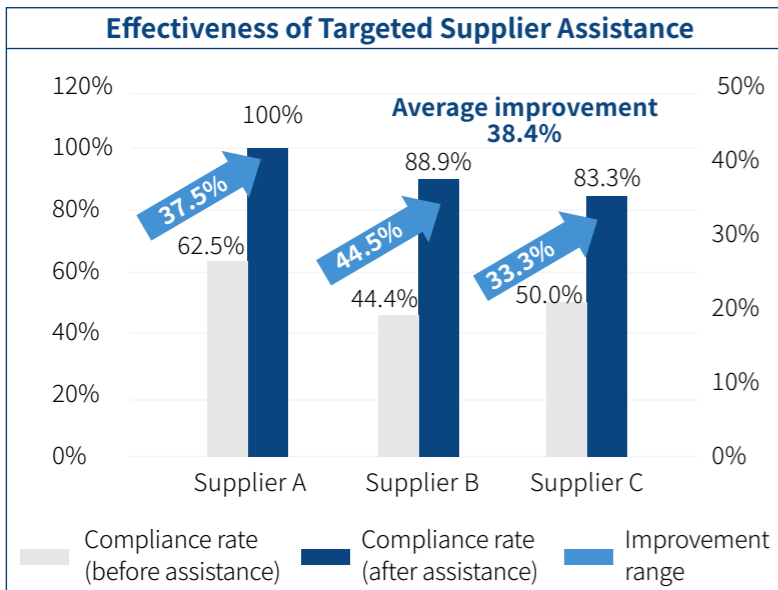 Effectiveness of Targeted Supplier Assistance
120%
100%
80%
60%
40%
20%
0%
50%
40%
30%
20%
10%
0%
Average improvement
38.4%
100%
37.5%
62.5%
88.9%
44.5%
44.4%
83.3%
33.3%
50.0%
Supplier A
Supplier B
Supplier C
Compliance rate
(before assistance)
Compliance rate
(after assistance)
Improvement
range